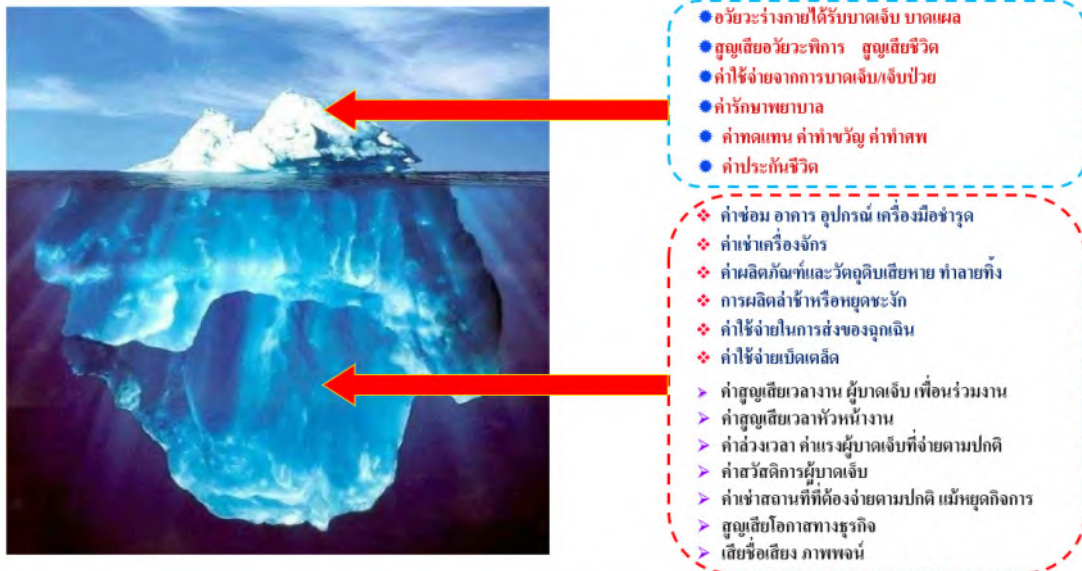 อวัยวะร่างกายได้รับบาดเจ็บ บาดแผล
สูญเสียอวัยวะพิการ สูญเสียชีวิต
ค่าใช้จ่ายจากการบาดเจ็บ/เจ็บป่วย
ค่ารักษาพยาบาล
ค่าทดแทน ค่าทำขวัญ ค่าทำศพ
ค่าประกันชีวิต
ค่าซ่อม อาคาร อุปกรณ์ เครื่องมือชำรุด
ค่าเช่าเครื่องจักร
ค่าผลิตภัณฑ์และวัตถุดิบเสียหาย ทำลายทิ้ง
การผลิตล่าช้าหรือหยุดชะงัก
ค่าใช้จ่ายในการส่งของฉุกเฉิน
ค่าใช้จ่ายเบ็ดเตล็ด
ค่าสูญเสียเวลางาน ผู้บาดเจ็บ เพื่อนร่วมงาน
ค่าสูญเสียเวลาหัวหน้างาน
ค่าล่วงเวลา ค่าแรงผู้บาดเจ็บที่จ่ายตามปกติ
ค่าสวัสดิการผู้บาดเจ็บ
ค่าเช่าสถานที่ที่ต้องจ่ายตามปกติ แม้หยุดกิจการ
สูญเสียโอกาสทางธุรกิจ
เสียชื่อเสียง ภาพพจน์